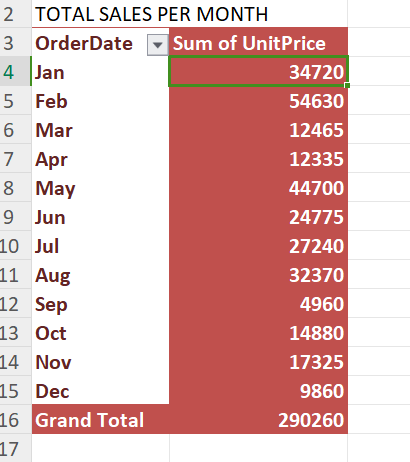 2 TOTAL SALES PER MONTH
3 OrderDate Sum of UnitPrice
4 Jan 34720
5 Feb 54630
6 Mar 12465
7 Apr 12335
8 May 44700
9 Jun 24775
10 Jul 27240
11 Aug 32370
12 Sep 4960
13 Oct 14880
14 Nov 17325
15 Dec 9860
16 Grand Total 290260
17